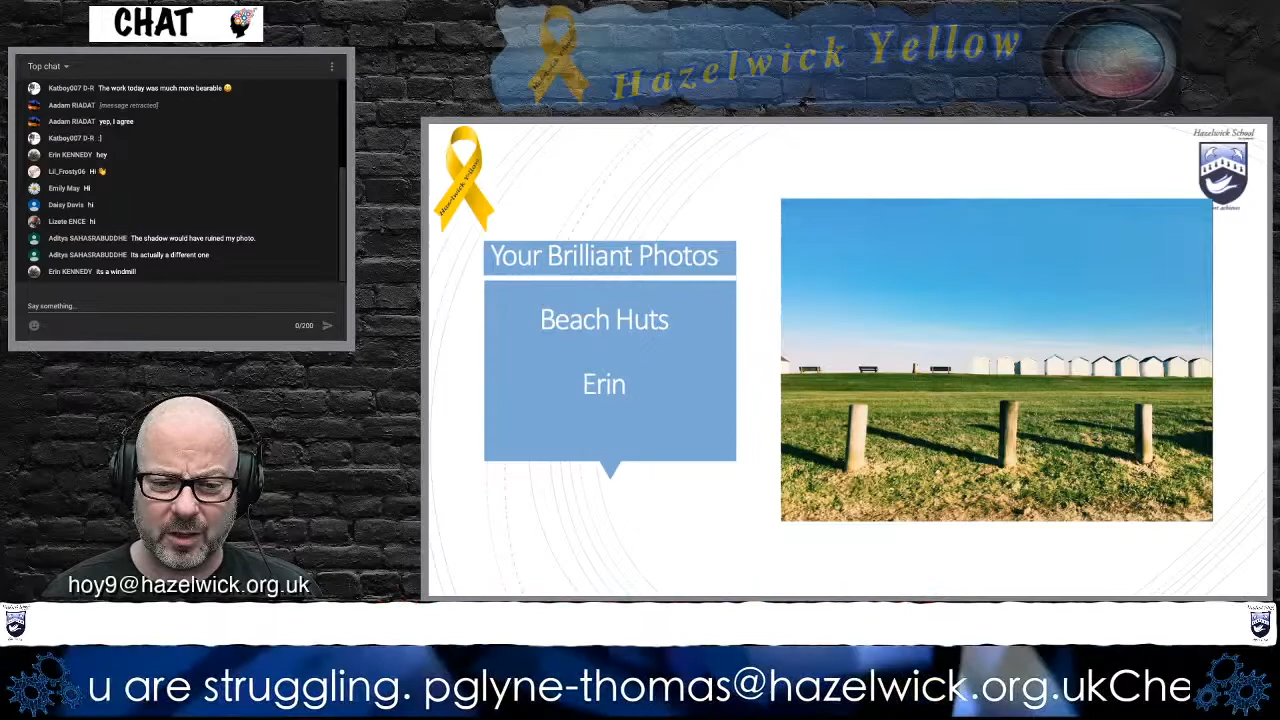 CHAT
Hazelwick Yellow
Top chat
Katboy007 D-R The work today was much more bearable 😀
Aadam RIADAT [message retracted]
Aadam RIADAT yep, I agree
Katboy007 D-R :]
Erin KENNEDY hey
Lil_Frosty06 Hi 👋
Emily May Hi
Daisy Davis hi
Lizete ENCE hi
Aditya SAHASRABUDDHE The shadow would have ruined my photo.
Aditya SAHASRABUDDHE Its actually a different one
Erin KENNEDY its a windmill
Say something...
0/200
Hazelwick Yellow
Hazelwick School
Your Brilliant Photos
Beach Huts
Erin
hoy9@hazelwick.org.uk
u are struggling. pglyne-thomas@hazelwick.org.ukChe